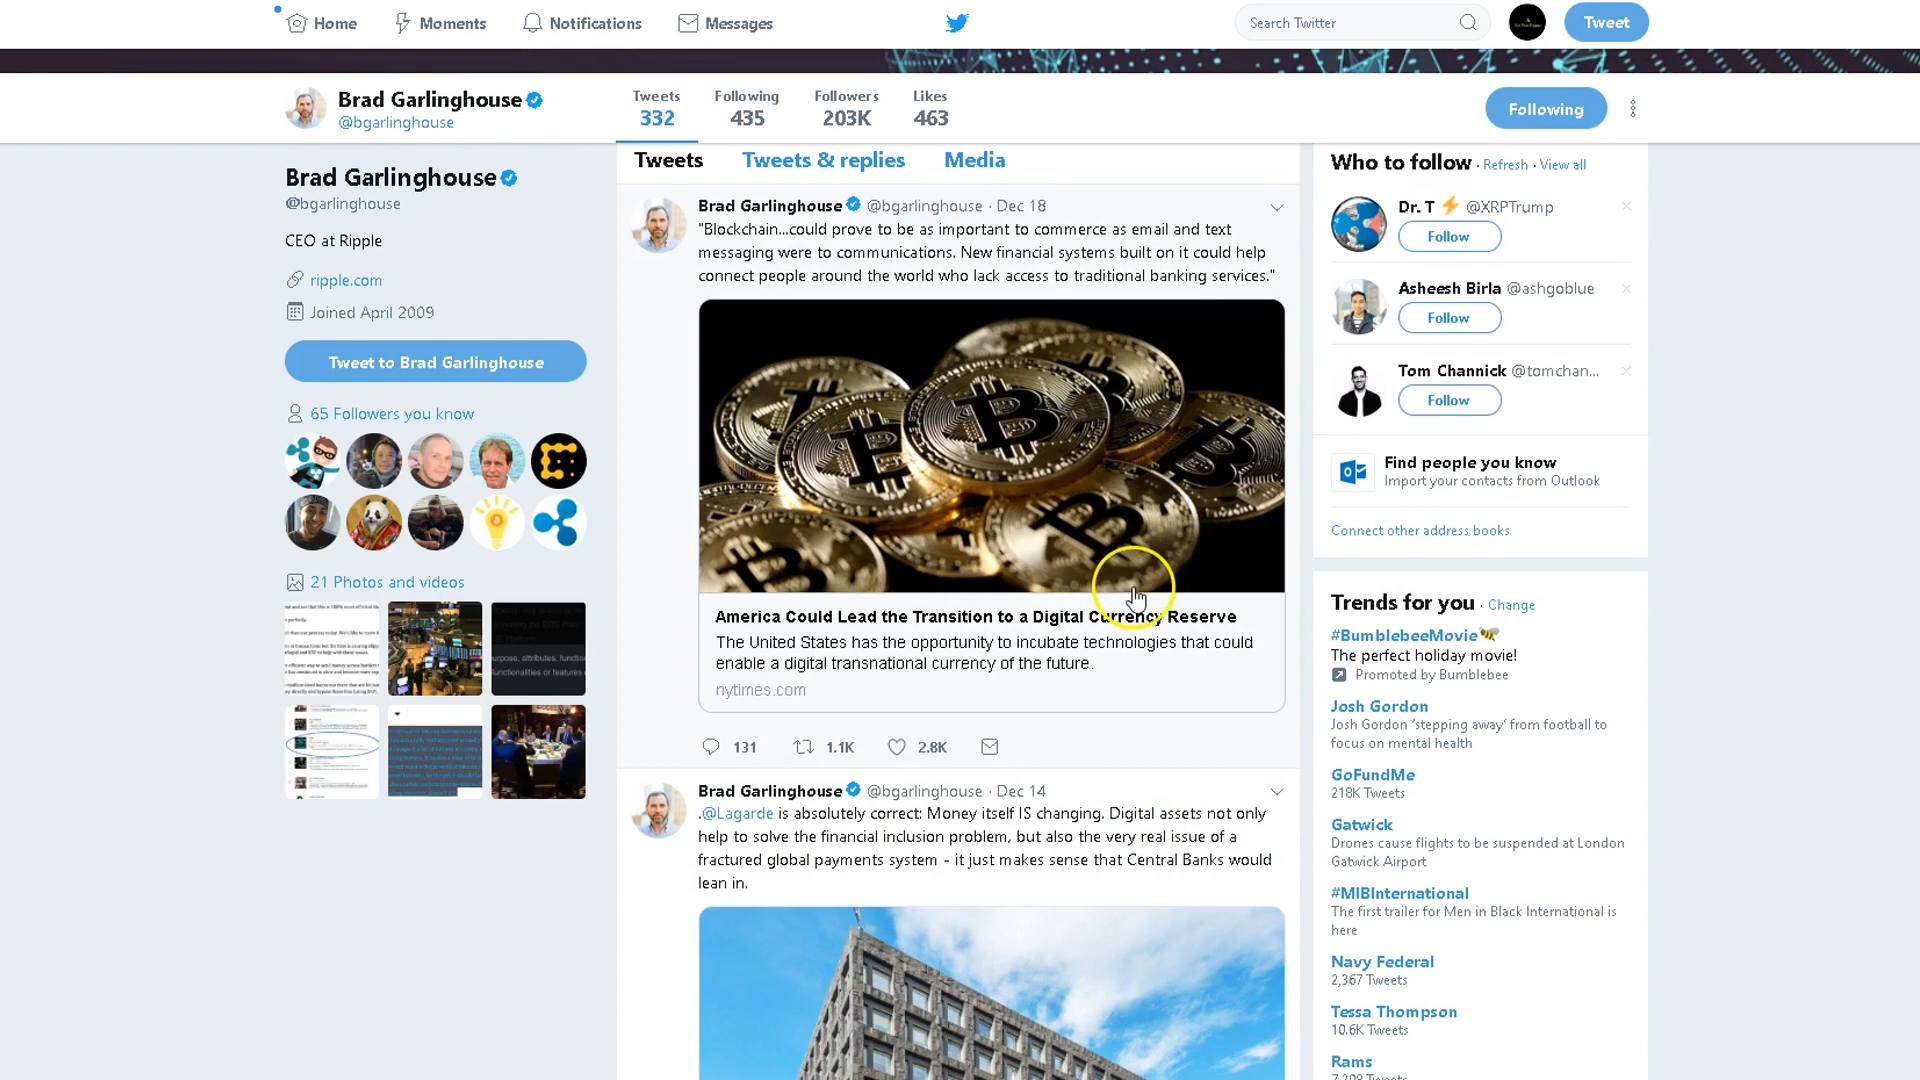 Home
Moments
Notifications
Messages
Search Twitter
Tweet
Brad Garlinghouse
@bgarlinghouse
Tweets
332
Following
435
Followers
203K
Likes
463
Following
Brad Garlinghouse
@bgarlinghouse
CEO at Ripple
ripple.com
Joined April 2009
Tweet to Brad Garlinghouse
65 Followers you know
21 Photos and videos
Tweets
Tweets & replies
Media
Brad Garlinghouse @bgarlinghouse · Dec 18
"Blockchain...could prove to be as important to commerce as email and text
messaging were to communications. New financial systems built on it could help
connect people around the world who lack access to traditional banking services."
America Could Lead the Transition to a Digital Currency Reserve
The United States has the opportunity to incubate technologies that could
enable a digital transnational currency of the future.
nytimes.com
131
1.1K
2.8K
Brad Garlinghouse @bgarlinghouse · Dec 14
.@Lagarde is absolutely correct: Money itself IS changing. Digital assets not only
help to solve the financial inclusion problem, but also the very real issue of a
fractured global payments system - it just makes sense that Central Banks would
lean in.
Who to follow · Refresh · View all
Dr. T @XRPTrump
Follow
Asheesh Birla @ashgoblue
Follow
Tom Channick @tomchan...
Follow
Find people you know
Import your contacts from Outlook
Connect other address books
Trends for you · Change
#BumblebeeMovie
The perfect holiday movie!
Promoted by Bumblebee
Josh Gordon
Josh Gordon 'stepping away' from football to
focus on mental health
GoFundMe
218K Tweets
Gatwick
Drones cause flights to be suspended at London
Gatwick Airport
#MIBInternational
The first trailer for Men in Black International is
here
Navy Federal
2,367 Tweets
Tessa Thompson
10.6K Tweets
Rams